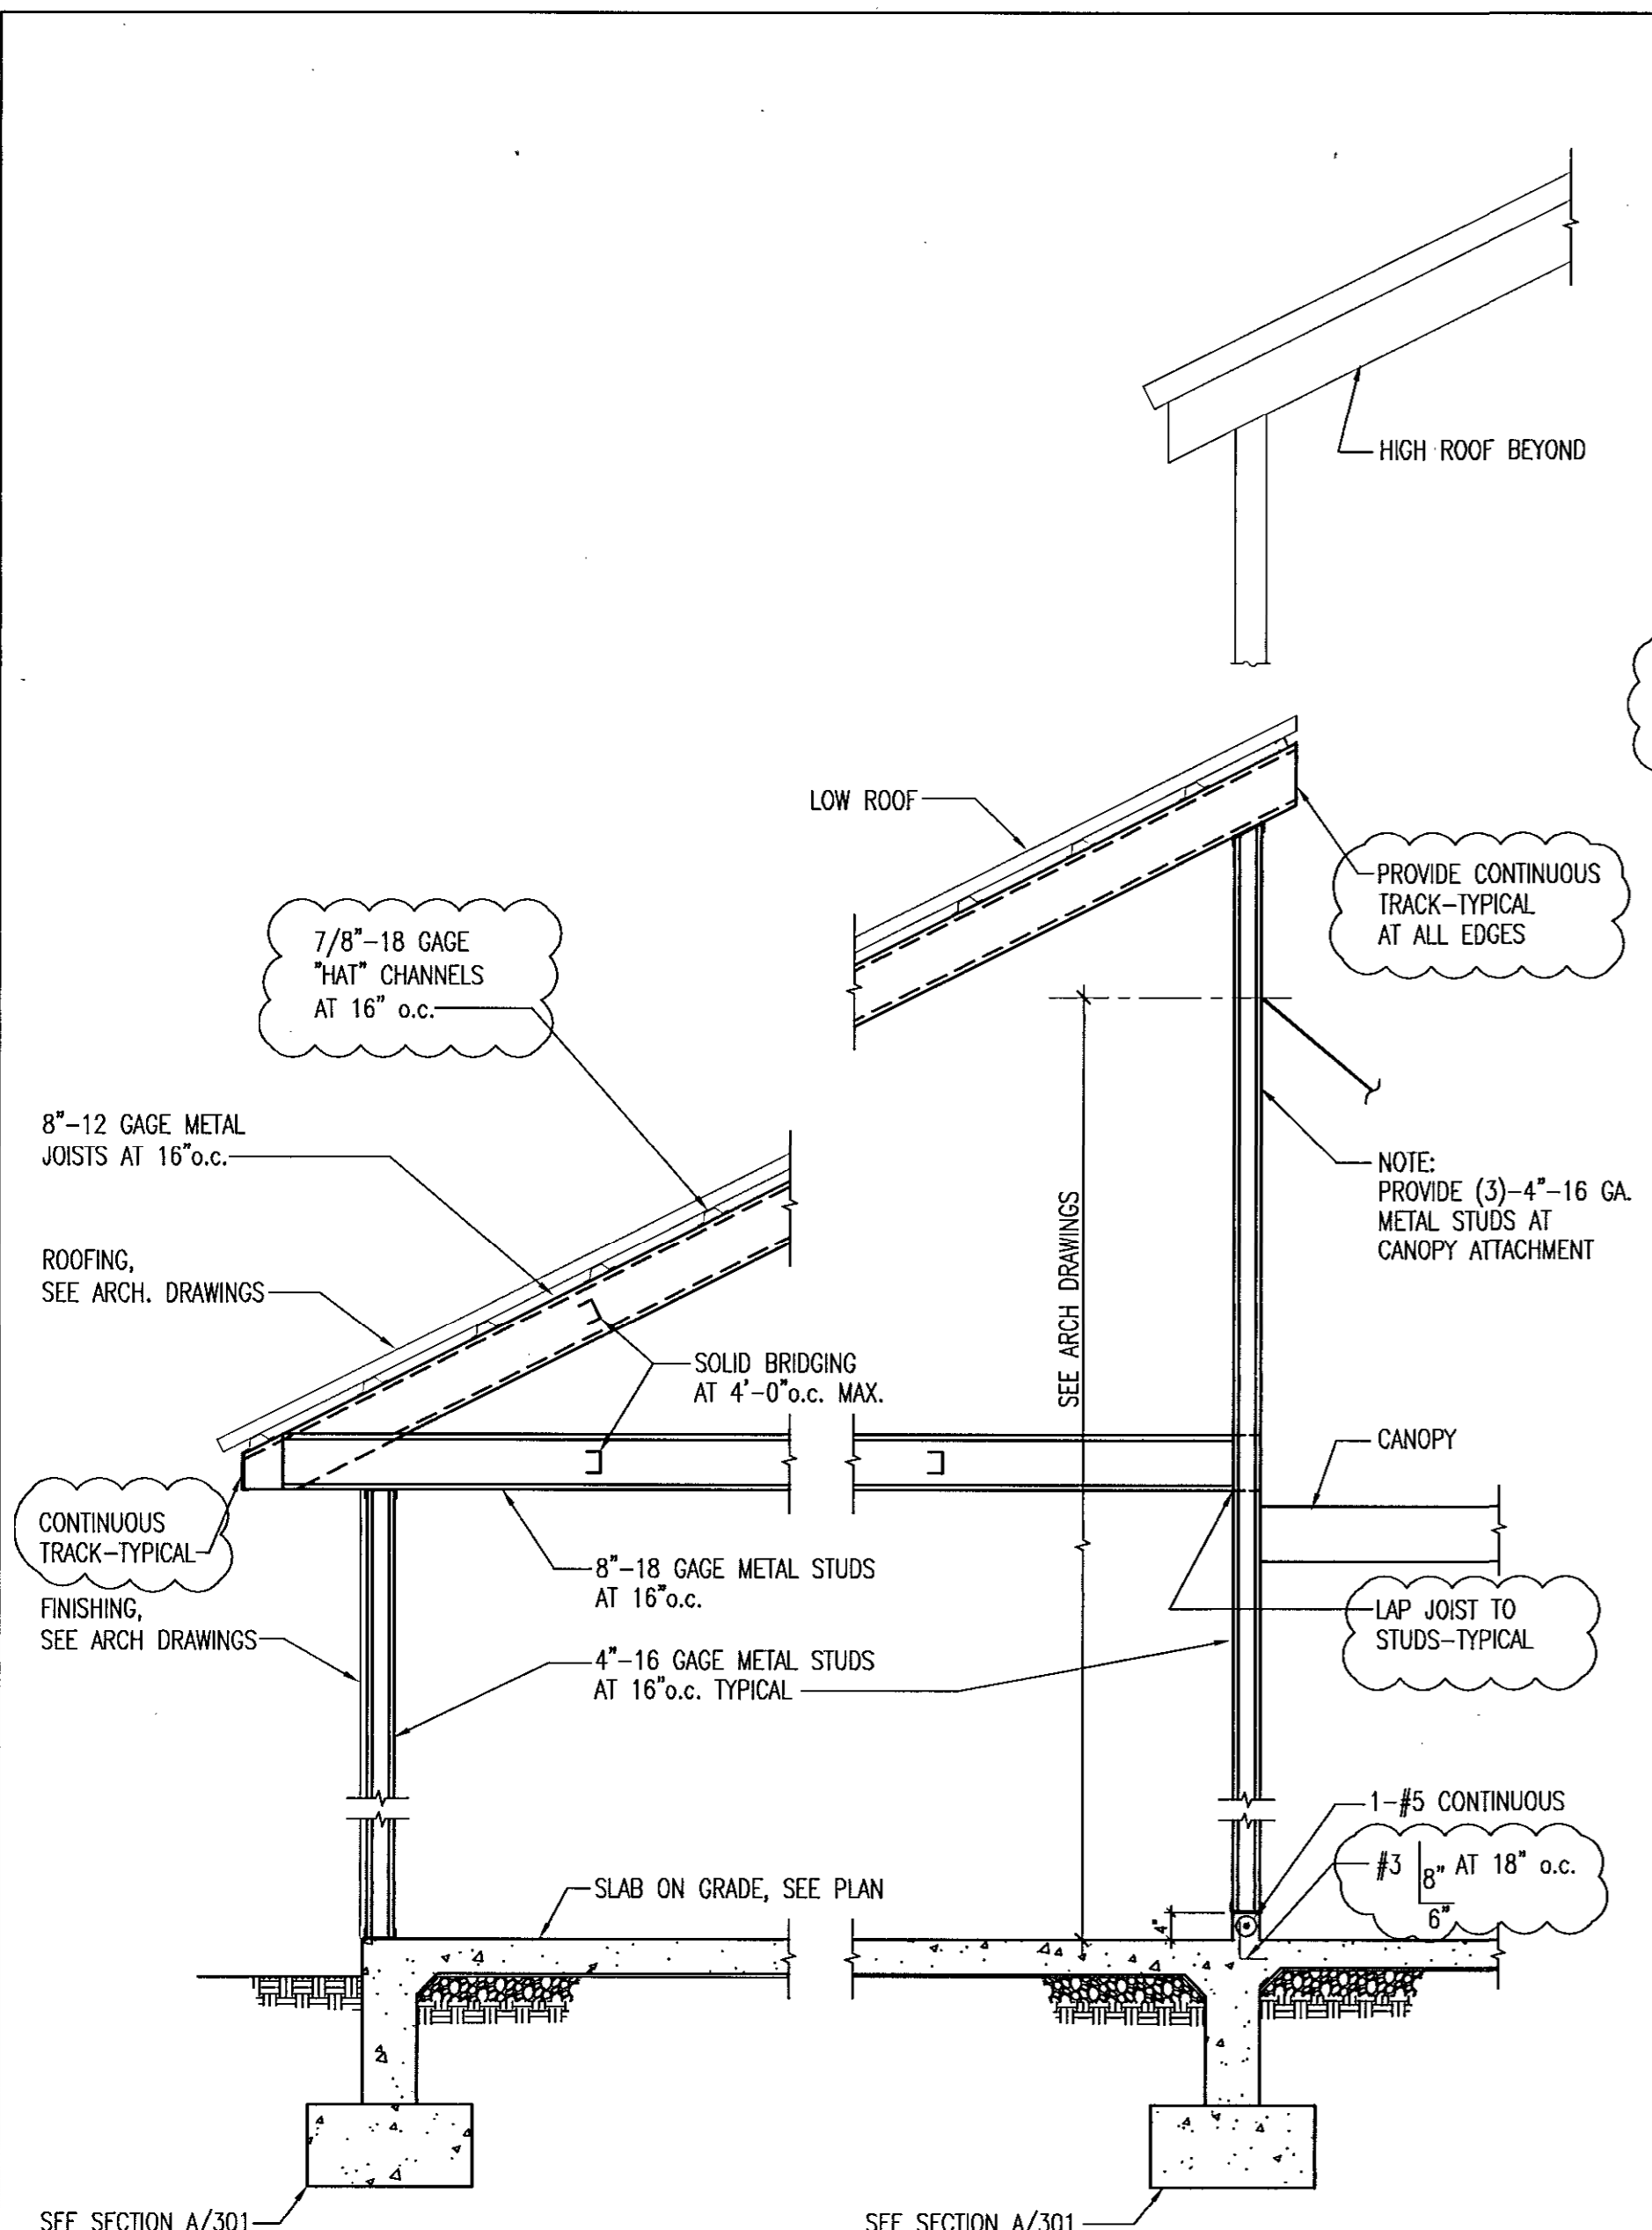 HIGH ROOF BEYOND
LOW ROOF
PROVIDE CONTINUOUS
TRACK-TYPICAL
AT ALL EDGES
7/8"-18 GAGE
"HAT" CHANNELS
AT 16" o.c.
8"-12 GAGE METAL
JOISTS AT 16"o.c.
NOTE:
PROVIDE (3)-4"-16 GA.
METAL STUDS AT
CANOPY ATTACHMENT
SEE ARCH DRAWINGS
ROOFING,
SEE ARCH. DRAWINGS
SOLID BRIDGING
AT 4'-0"o.c. MAX.
CANOPY
CONTINUOUS
TRACK-TYPICAL
8"-18 GAGE METAL STUDS
AT 16"o.c.
LAP JOIST TO
STUDS-TYPICAL
FINISHING,
SEE ARCH DRAWINGS
4"-16 GAGE METAL STUDS
AT 16"o.c. TYPICAL
1-#5 CONTINUOUS
#3 8" AT 18" o.c.
6"
SLAB ON GRADE, SEE PLAN
4"
SEE SECTION A/301
SEE SECTION A/301